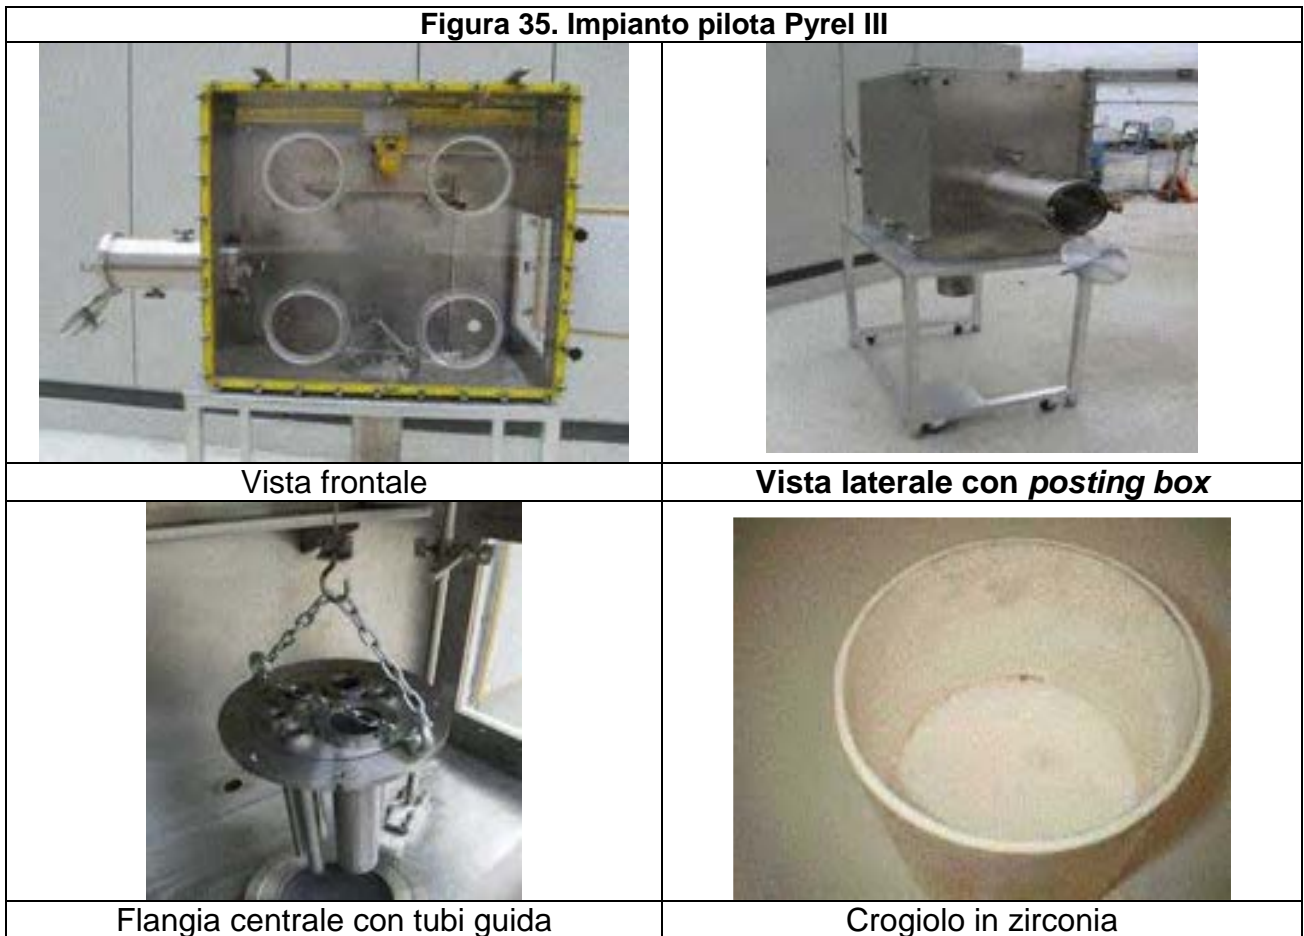 Figura 35. Impianto pilota Pyrel III
Vista frontale
Vista laterale con posting box
Flangia centrale con tubi guida
Crogiolo in zirconia